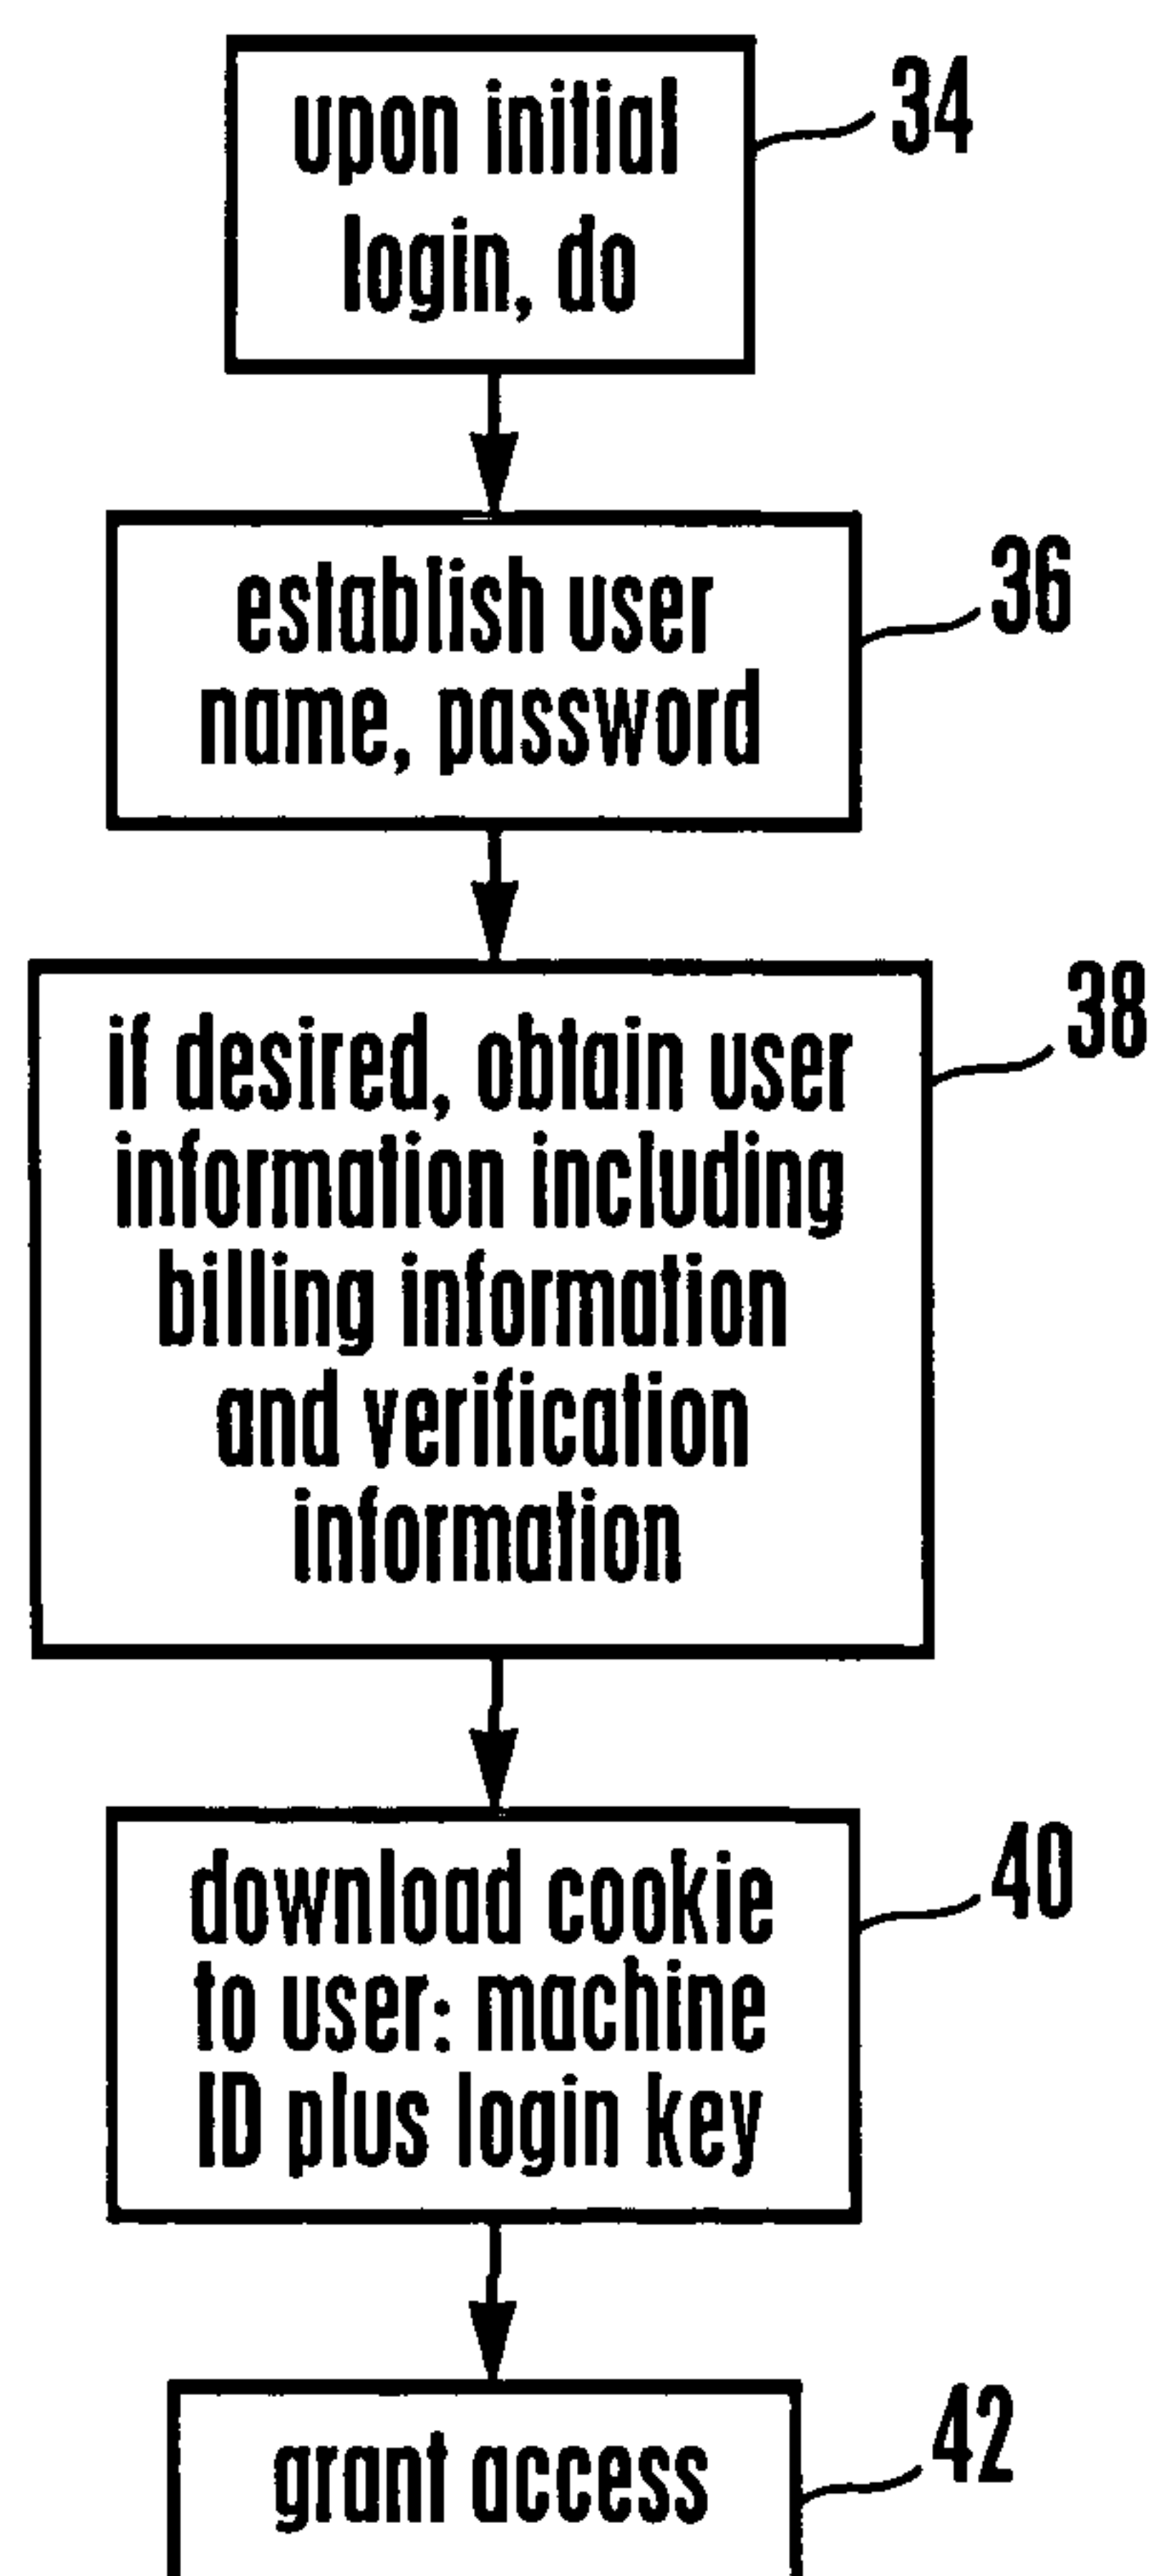 upon initial
login, do
34
establish user
name, password
36
if desired, obtain user
information including
billing information
and verification
information
38
download cookie
to user: machine
ID plus login key
40
grant access
42